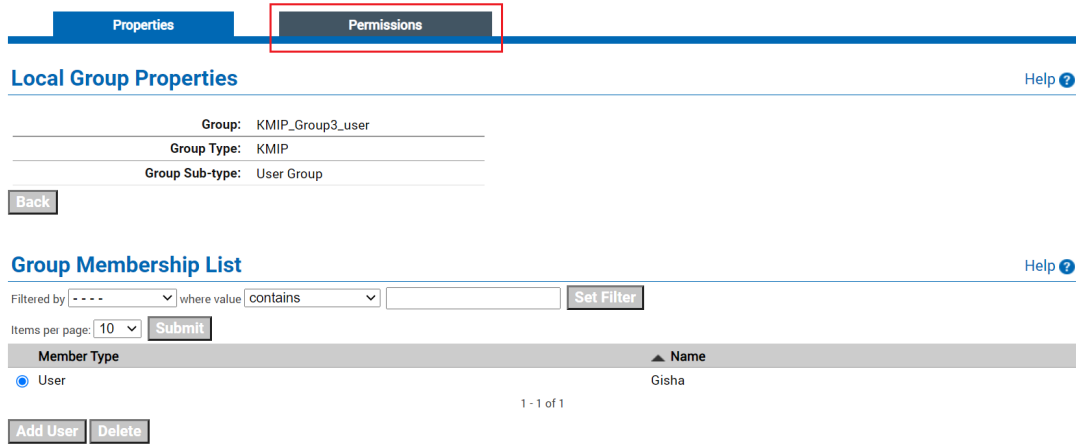 Properties Permissions
Local Group Properties Help ?
Group: KMIP_Group3_user
Group Type: KMIP
Group Sub-type: User Group
Back
Group Membership List Help ?
Filtered by - - - - where value contains Set Filter
Items per page: 10 Submit
Member Type Name
User Gisha
1 - 1 of 1
Add User Delete